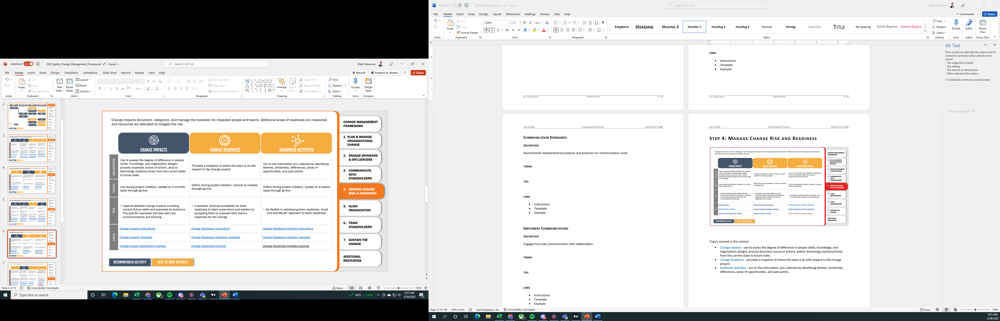 AutoSave On
2022_Ignite_Change_Management_Framework
• Saved
Search (Alt+Q)
Matt Halverson
File Home Insert Draw Design Transitions Animations Slide Show Record Review View Help
Record
Present in Teams
Share
Cut
Copy
Format Painter
Paste
New Slide
Reuse Slides
Layout
Reset
Section
Text Direction
Align Text
Convert to SmartArt
Arrange
Quick Styles
Shape Fill
Shape Outline
Shape Effects
Find
Replace
Select
Dictate
Design Ideas
Undo
Clipboard
Slides
Font
Paragraph
Drawing
Editing
Voice
Designer
2
3
4
5
6
7
Change impacts document, categorize, and manage the transition for impacted people and teams. Additional areas of readiness are measured,
and resources are allocated to mitigate the risk.
CHANGE IMPACTS
CHANGE READINESS
READINESS ACTIVITIES
DESCRIPTION
Use to assess the degree of difference in people
(skills, knowledge, and organization design),
process (business course of action), and/or
technology (systems/tools) from the current state
to future state.
Provides a snapshot of where the team is at with
respect to the change project.
Act on the information you collected by identifying
themes, similarities, differences, areas of
opportunities, and pain points.
TIMING
Use during project initiation; update on a monthly
basis through go-live.
Define during project initiation; consult as needed
through go-live.
Define during project initiation; update on a weekly
basis through go-live.
TIPS
• Capture detailed change impacts including
current/future state and examples by audience.
The specific examples will help with your
communications and training.
• If possible, drive accountability for team
readiness to team supervisors and leaders by
equipping them to evaluate their team's
readiness for the change.
• Be flexible in addressing team readiness. Avoid
"one-size-fits-all" approach to team readiness.
LINKS
Change Impacts Instructions
Change Readiness Instructions
Change Readiness Activities Instructions
Change Impacts Template
Change Readiness Questions Template
Change Readiness Activities Template
Change Impact Assessment Example
Change Readiness Example
Change Readiness Activities Example
RECOMMENDED ACTIVITY
NICE TO HAVE ACTIVITY
CHANGE MANAGEMENT
FRAMEWORK
1. PLAN & MANAGE
ORGANIZATIONAL
CHANGE
2. ENGAGE SPONSORS
& INFLUENCERS
3. COMMUNICATE
WITH
STAKEHOLDERS
4. MANAGE CHANGE
RISK & READINESS
5. ALIGN
ORGANIZATION
6. TRAIN
STAKEHOLDERS
7. SUSTAIN THE
CHANGE
ADDITIONAL
RESOURCES
Slide 6 of 10
Accessibility: Investigate
Notes
100%
Type here to search
WTI +3.86%
9:25 AM
3/30/2022
AutoSave On
06CT_Training_Delivery
• Saved
Search (Alt+Q)
Matt Halverson
File Home Insert Draw Design Layout References Mailings Review View Help
Comments
Share
Paste
Cut
Copy
Format Painter
Calibri
11
Emphasis
HEADING
HEADING 2
HEADING 3
Heading 4
Heading 6
Normal
Strong
Subtitle
TITLE
No Spacing
Subtle Emphasi
Intense Empha
Find
Replace
Select
Dictate
Editor
Reuse Files
Undo
Clipboard
Font
Paragraph
Styles
Editing
Voice
Editor
Reuse Files
LINKS
• Instructions
• Template
• Example
6CT_Training_Delivery
3/30/2022 9:20 AM
13 / 108
6CT_Training_Delivery
3/30/2022 9:20 AM
14 / 108
Ignite Consulting
Change Management Framework
Participant Guide Template
COMMUNICATION STANDARDS
DESCRIPTION
Recommends standardized procedures and practices for communication work.
TIMING
TIPS
LINKS
• Instructions
• Template
• Example
IMPLEMENT COMMUNICATIONS
DESCRIPTION
Engages two-way communication with stakeholders.
TIMING
TIPS
LINKS
• Instructions
• Template
• Example
Ignite Consulting
Change Management Framework
Participant Guide Template
STEP 4: MANAGE CHANGE RISK AND READINESS
Topics covered in this section:
• Change Impacts - use to assess the degree of difference in people (skills, knowledge, and
organization design), process (business course of action), and/or technology (systems/tools)
from the current state to future state.
• Change Readiness - provides a snapshot of where the team is at with respect to the change
project.
• Readiness Activities - act on the information you collected by identifying themes, similarities,
differences, areas of opportunities, and pain points.
Alt Text
How would you describe this object and its
context to someone who is blind or low
vision?
- The subject(s) in detail
- The setting
- The actions or interactions
- Other relevant information
(1-2 detailed sentences recommended)
Mark as decorative
Page 13 of 108
5444 words
Text Predictions: On
Accessibility: Investigate
Focus
100%
9:25 AM
3/30/2022